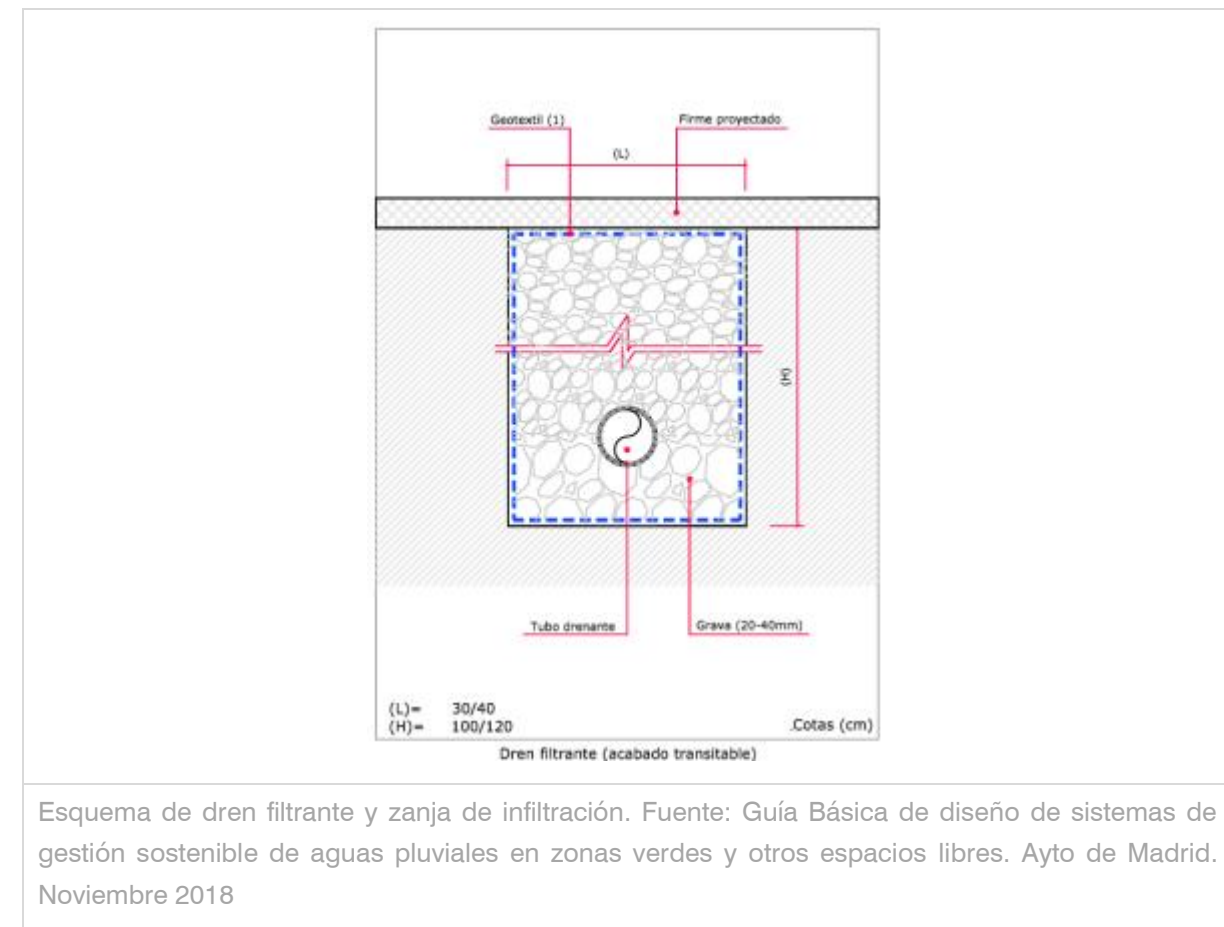 Geotextil (1)
Firme proyectado
(L)
(H)
Tubo drenante
Grava (20-40mm)
(L)= 30/40
(H)= 100/120
.Cotas (cm)
Dren filtrante (acabado transitable)
Esquema de dren filtrante y zanja de infiltración. Fuente: Guía Básica de diseño de sistemas de
gestión sostenible de aguas pluviales en zonas verdes y otros espacios libres. Ayto de Madrid.
Noviembre 2018